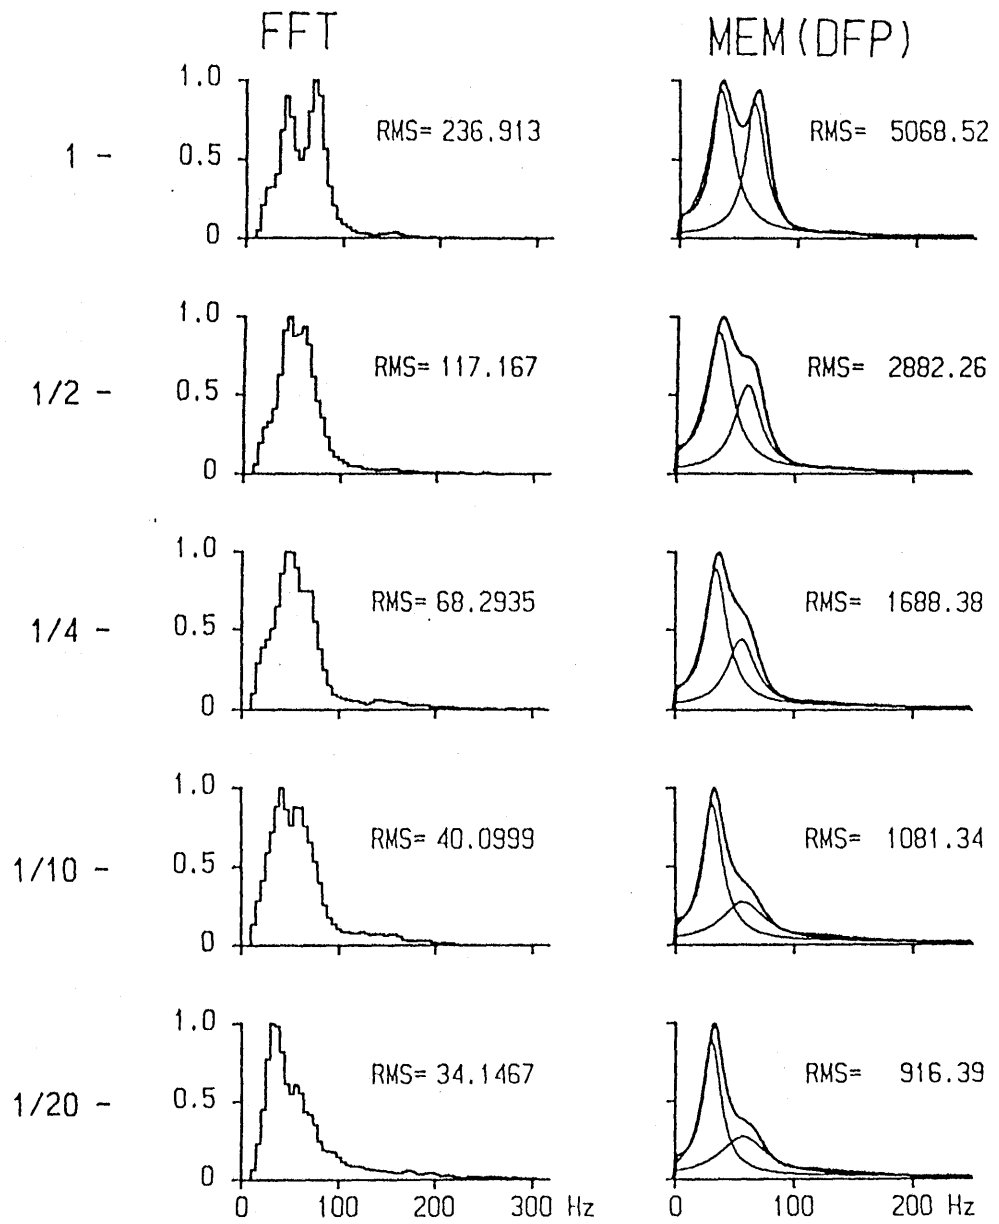 FFT MEM(DFP)
1 -
1.0
0.5
0
RMS= 236.913
RMS= 5068.52
1/2 -
1.0
0.5
0
RMS= 117.167
RMS= 2882.26
1/4 -
1.0
0.5
0
RMS= 68.2935
RMS= 1688.38
1/10 -
1.0
0.5
0
RMS= 40.0999
RMS= 1081.34
1/20 -
1.0
0.5
0
RMS= 34.1467
RMS= 916.39
0 100 200 300 Hz
0 100 200 Hz